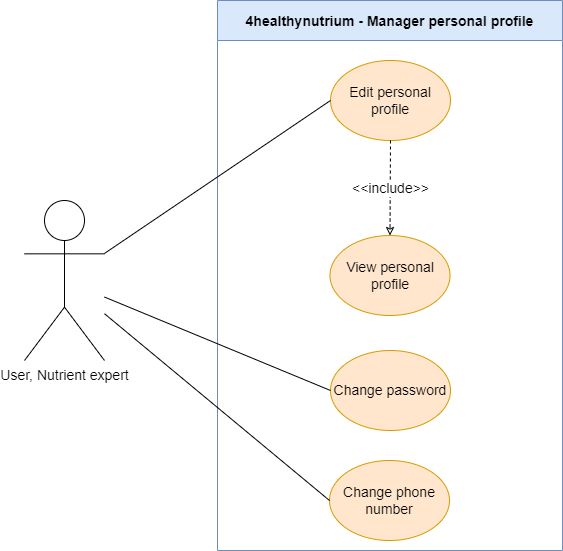 4healthynutrium - Manager personal profile
Edit personal
profile
<<include>>
View personal
profile
User, Nutrient expert
Change password
Change phone
number